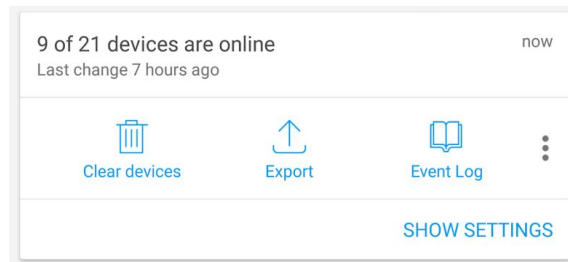 9 of 21 devices are online
now
Last change 7 hours ago
Clear devices
Export
Event Log
SHOW SETTINGS